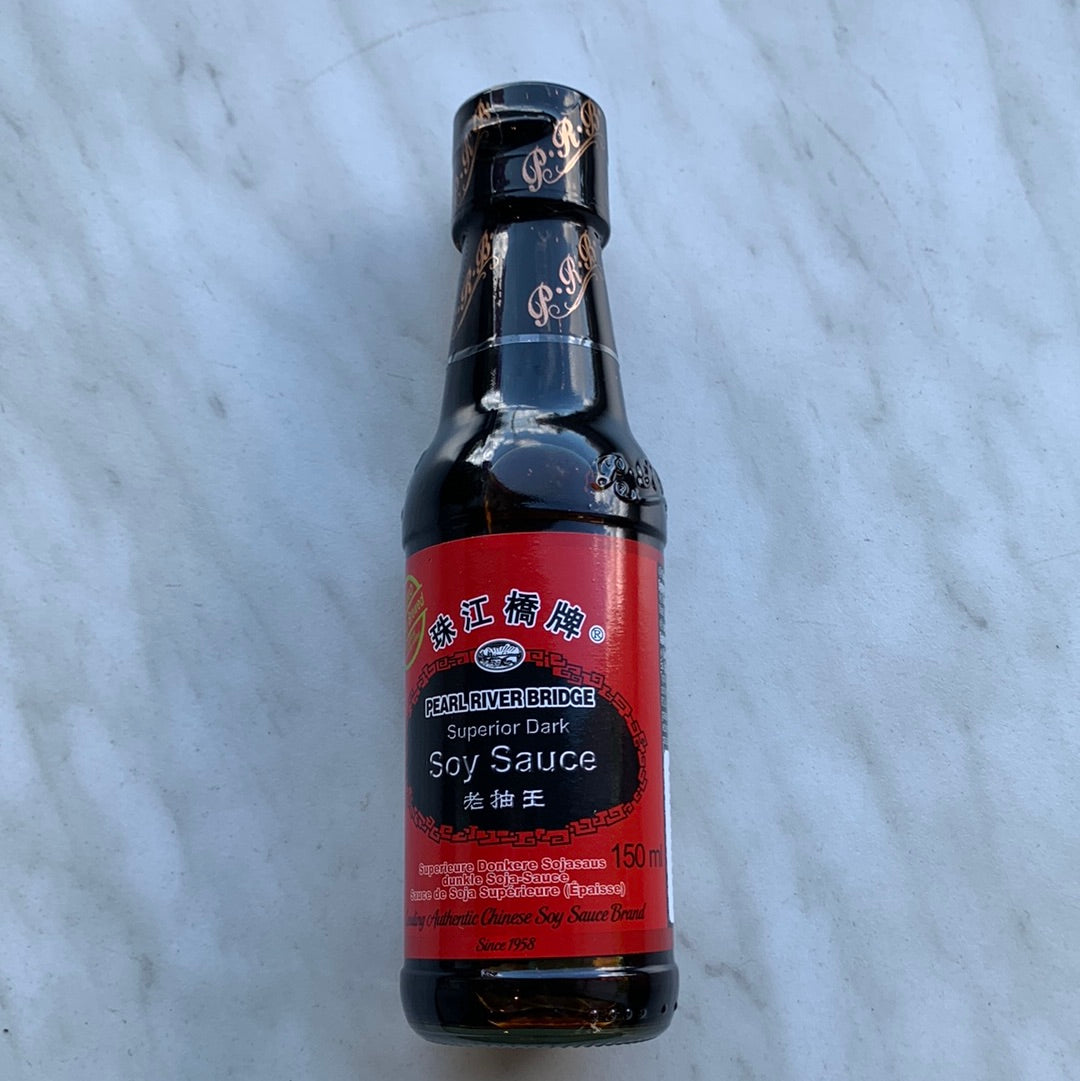 P.R.B
P.R.B
珠江橋牌®
PEARL RIVER BRIDGE
Superior Dark
Soy Sauce
老抽王
150 ml
Superieure Donkere Sojasaus
dunkle Soja-Sauce
Sauce de Soja Supérieure (Épaisse)
Authentic Chinese Soy Sauce Brand
Since 1958